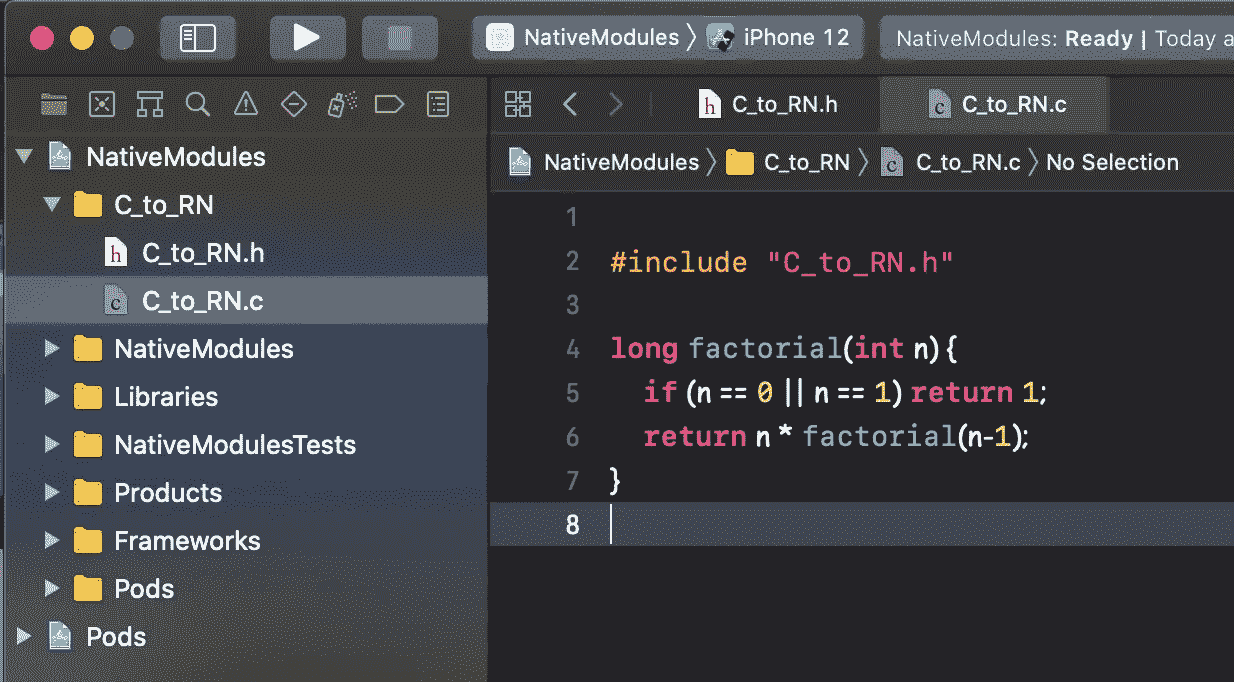 NativeModules 〉 iPhone 12
NativeModules: Ready | Today a
C_to_RN.h
C_to_RN.c
NativeModules 〉 C_to_RN 〉 C_to_RN.c 〉 No Selection
NativeModules
C_to_RN
h C_to_RN.h
c C_to_RN.c
NativeModules
Libraries
NativeModulesTests
Products
Frameworks
Pods
Pods
1
2 #include "C_to_RN.h"
3
4 long factorial(int n){
5 if (n == 0 || n == 1) return 1;
6 return n * factorial(n-1);
7 }
8